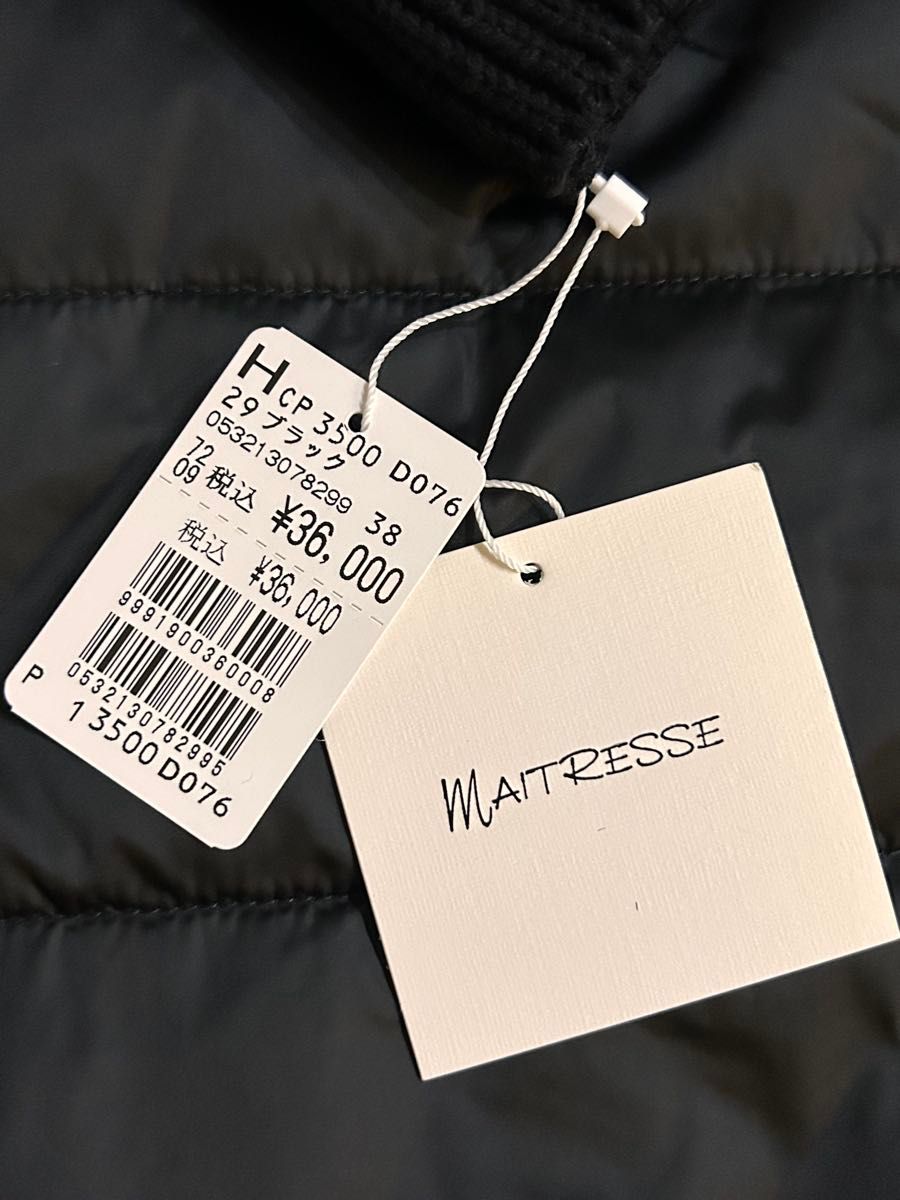 H CP 3500 D076
29 ブラック
053213078299 38
72
09 税込 ¥36,000
税込 ¥36,000
9991900360008
0532130782995
P 13500 D076
MAITRESSE